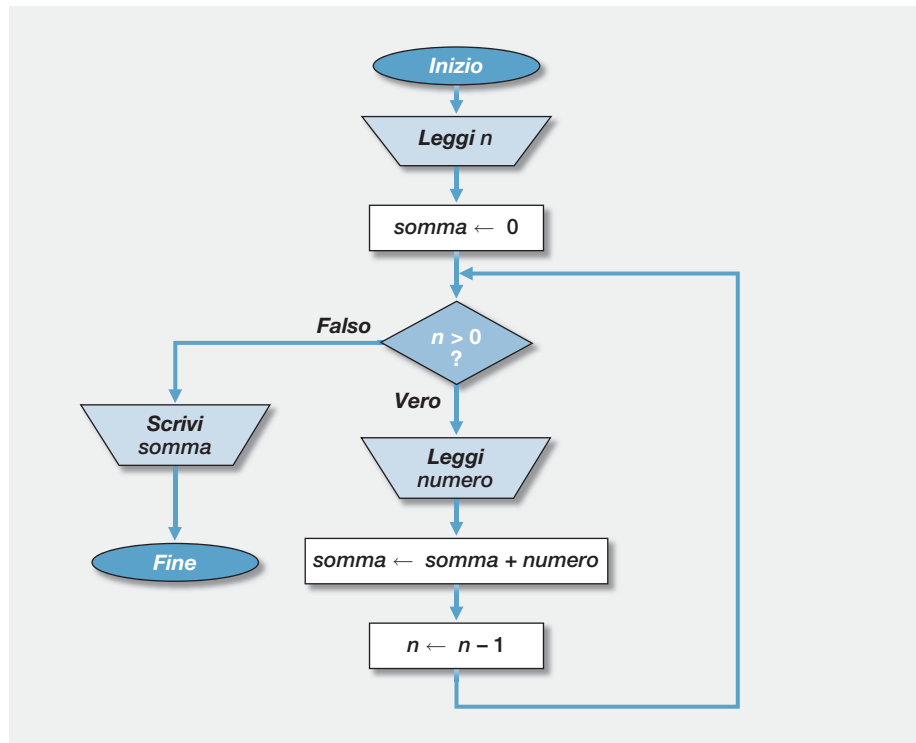 Inizio
Leggi n
somma ← 0
n > 0
?
Falso
Vero
Scrivi
somma
Fine
Leggi
numero
somma ← somma + numero
n ← n – 1